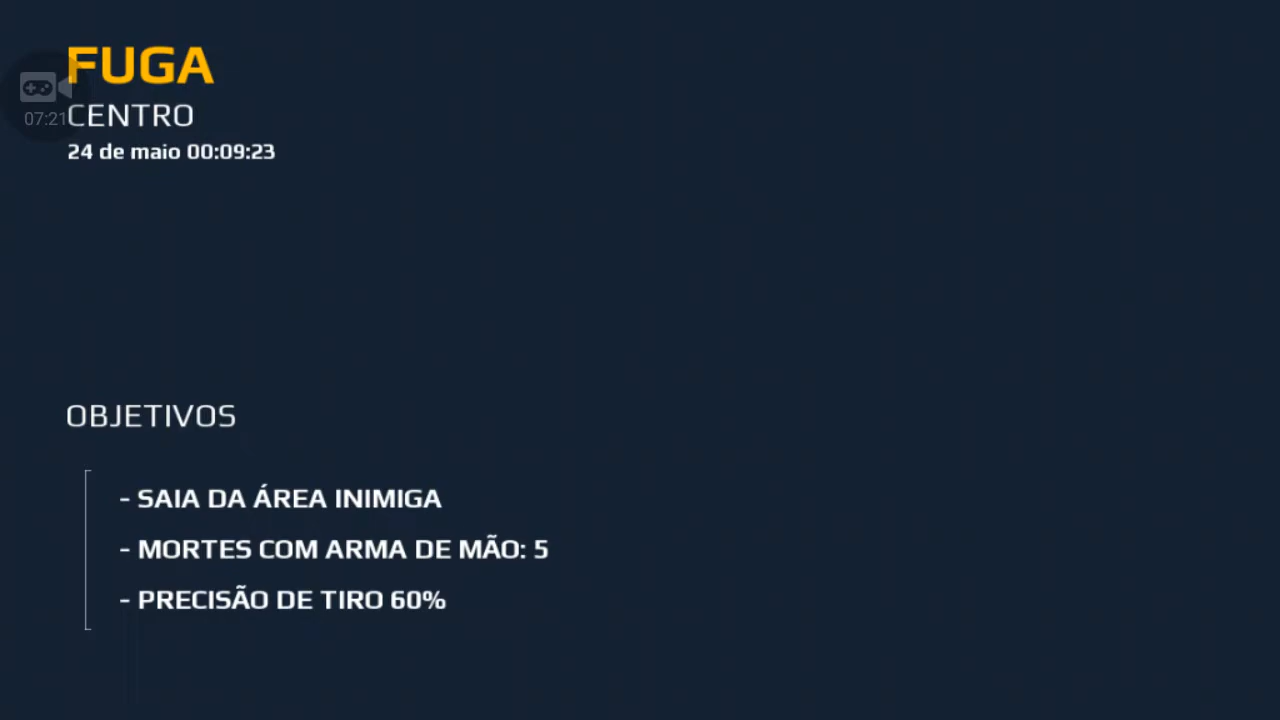 FUGA
CENTRO
07:21
24 de maio 00:09:23
OBJETIVOS
- SAIA DA ÁREA INIMIGA
- MORTES COM ARMA DE MÃO: 5
- PRECISÃO DE TIRO 60%